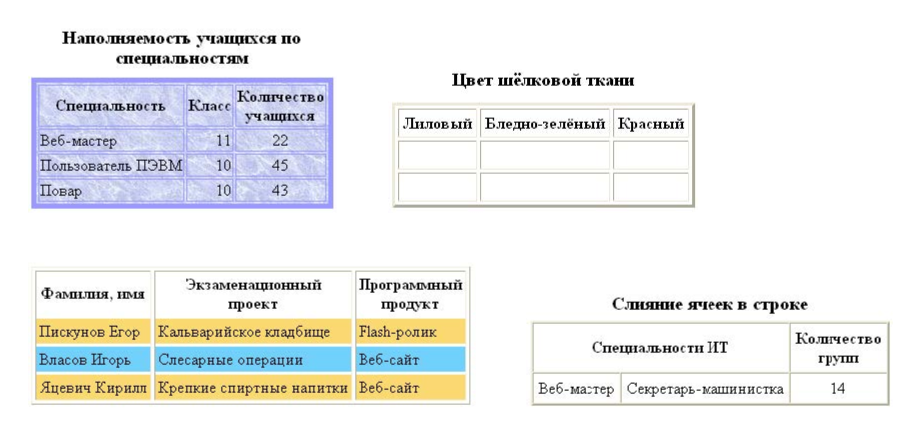 Наполняемость учащихся по
специальностям
Специальность Класс Количество
учащихся
Веб-мастер 11 22
Пользователь ПЭВМ 10 45
Повар 10 43
Цвет шёлковой ткани
Лиловый Бледно-зелёный Красный
Фамилия, имя Экзаменационный
проект Программный
продукт
Пискунов Егор Кальварийское кладбище Flash-ролик
Власов Игорь Слесарные операции Веб-сайт
Яцевич Кирилл Крепкие спиртные напитки Веб-сайт
Слияние ячеек в строке
Специальности ИТ Количество
групп
Веб-мастер Секретарь-машинистка 14